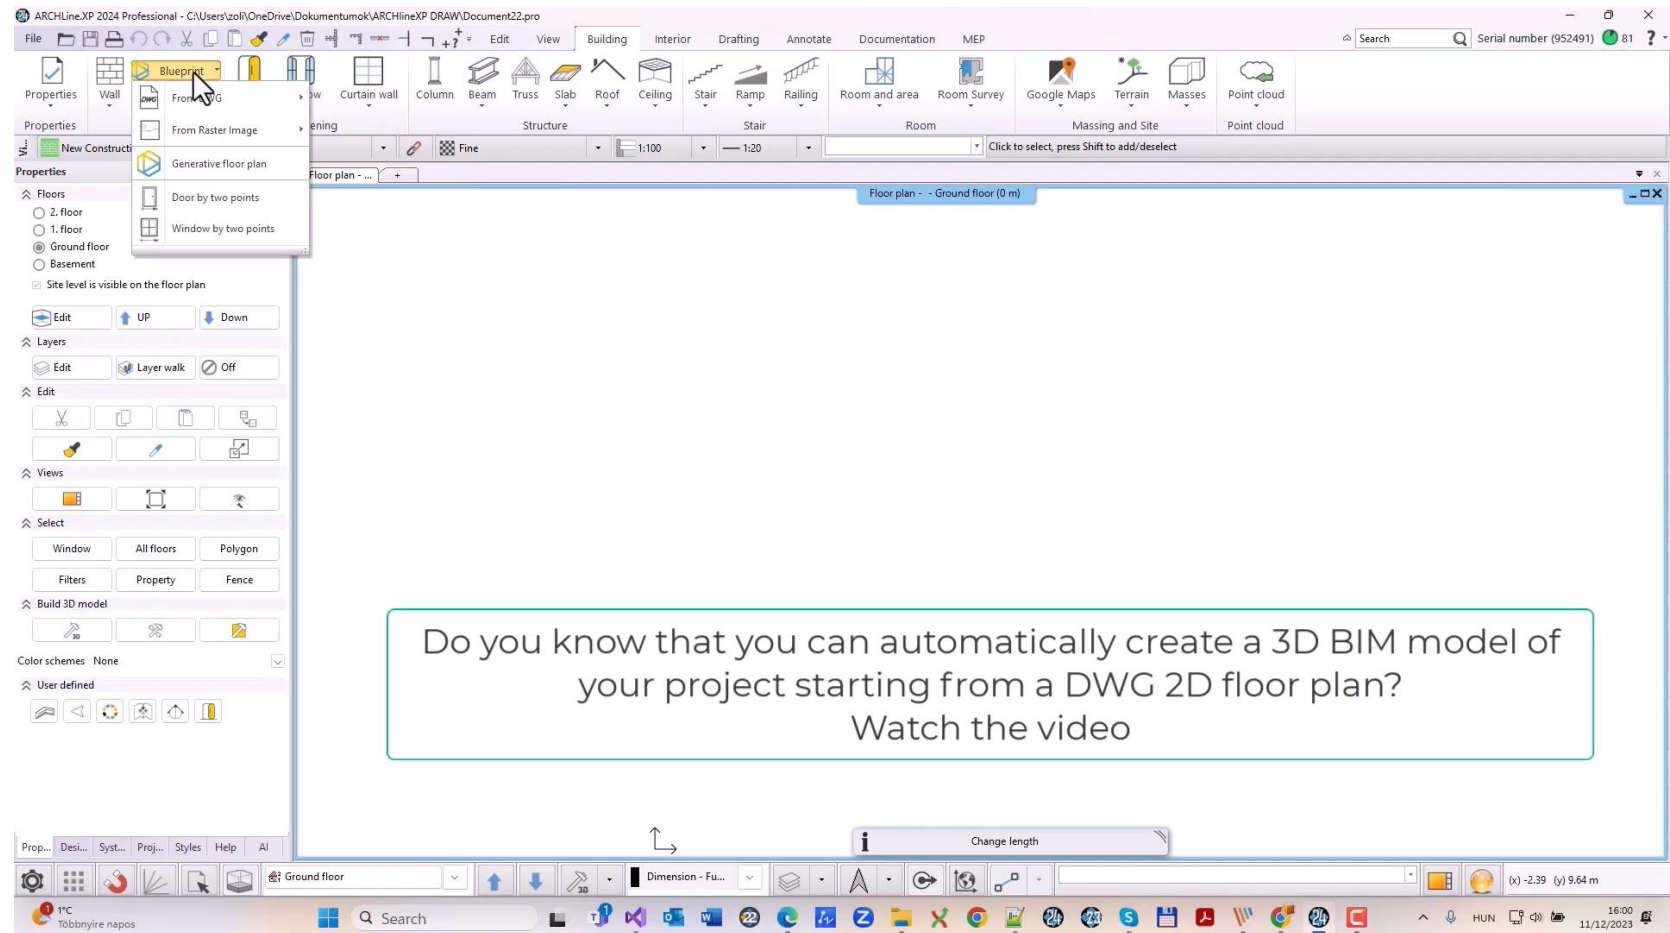 ARCHLine.XP 2024 Professional - C:\Users\zoli\OneDrive\Dokumentumok\ARCHlineXP DRAW\Document22.pro
File Edit View Building Interior Drafting Annotate Documentation MEP Search Serial number (952491) 81 ?
Blueprint
Properties Wall Curtain wall Column Beam Truss Slab Roof Ceiling Stair Ramp Railing Room and area Room Survey Google Maps Terrain Masses Point cloud
Properties Structure Stair Room Massing and Site Point cloud
From DWG
From Raster Image
Generative floor plan
Door by two points
Window by two points
New Constructi Fine 1:100 1:20 Click to select, press Shift to add/deselect
Properties
Floor plan - ... +
Floor plan - - Ground floor (0 m)
Floors
2. floor
1. floor
Ground floor
Basement
Site level is visible on the floor plan
Edit UP Down
Layers
Edit Layer walk Off
Edit
Views
Select
Window All floors Polygon
Filters Property Fence
Build 3D model
3D
Color schemes None
User defined
Do you know that you can automatically create a 3D BIM model of
your project starting from a DWG 2D floor plan?
Watch the video
Change length
Prop... Desi... Syst... Proj... Styles Help AI
Ground floor 3D Dimension - Fu... (x) -2.39 (y) 9.64 m
1°C
Többnyire napos
Search
HUN
16:00
11/12/2023